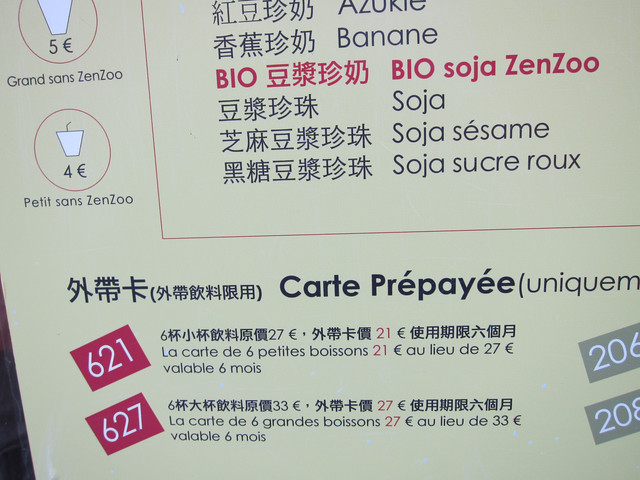 紅豆珍奶 Azukie
5 €
香蕉珍奶 Banane
Grand sans ZenZoo
BIO 豆漿珍奶 BIO soja ZenZoo
豆漿珍珠 Soja
芝麻豆漿珍珠 Soja sésame
4 €
黑糖豆漿珍珠 Soja sucre roux
Petit sans ZenZoo
外帶卡(外帶飲料限用) Carte Prépayée(uniquem
621
6杯小杯飲料原價27 €，外帶卡價 21 € 使用期限六個月
La carte de 6 petites boissons 21 € au lieu de 27 €
valable 6 mois
206
627
6杯大杯飲料原價33 €，外帶卡價 27 € 使用期限六個月
La carte de 6 grandes boissons 27 € au lieu de 33 €
valable 6 mois
208